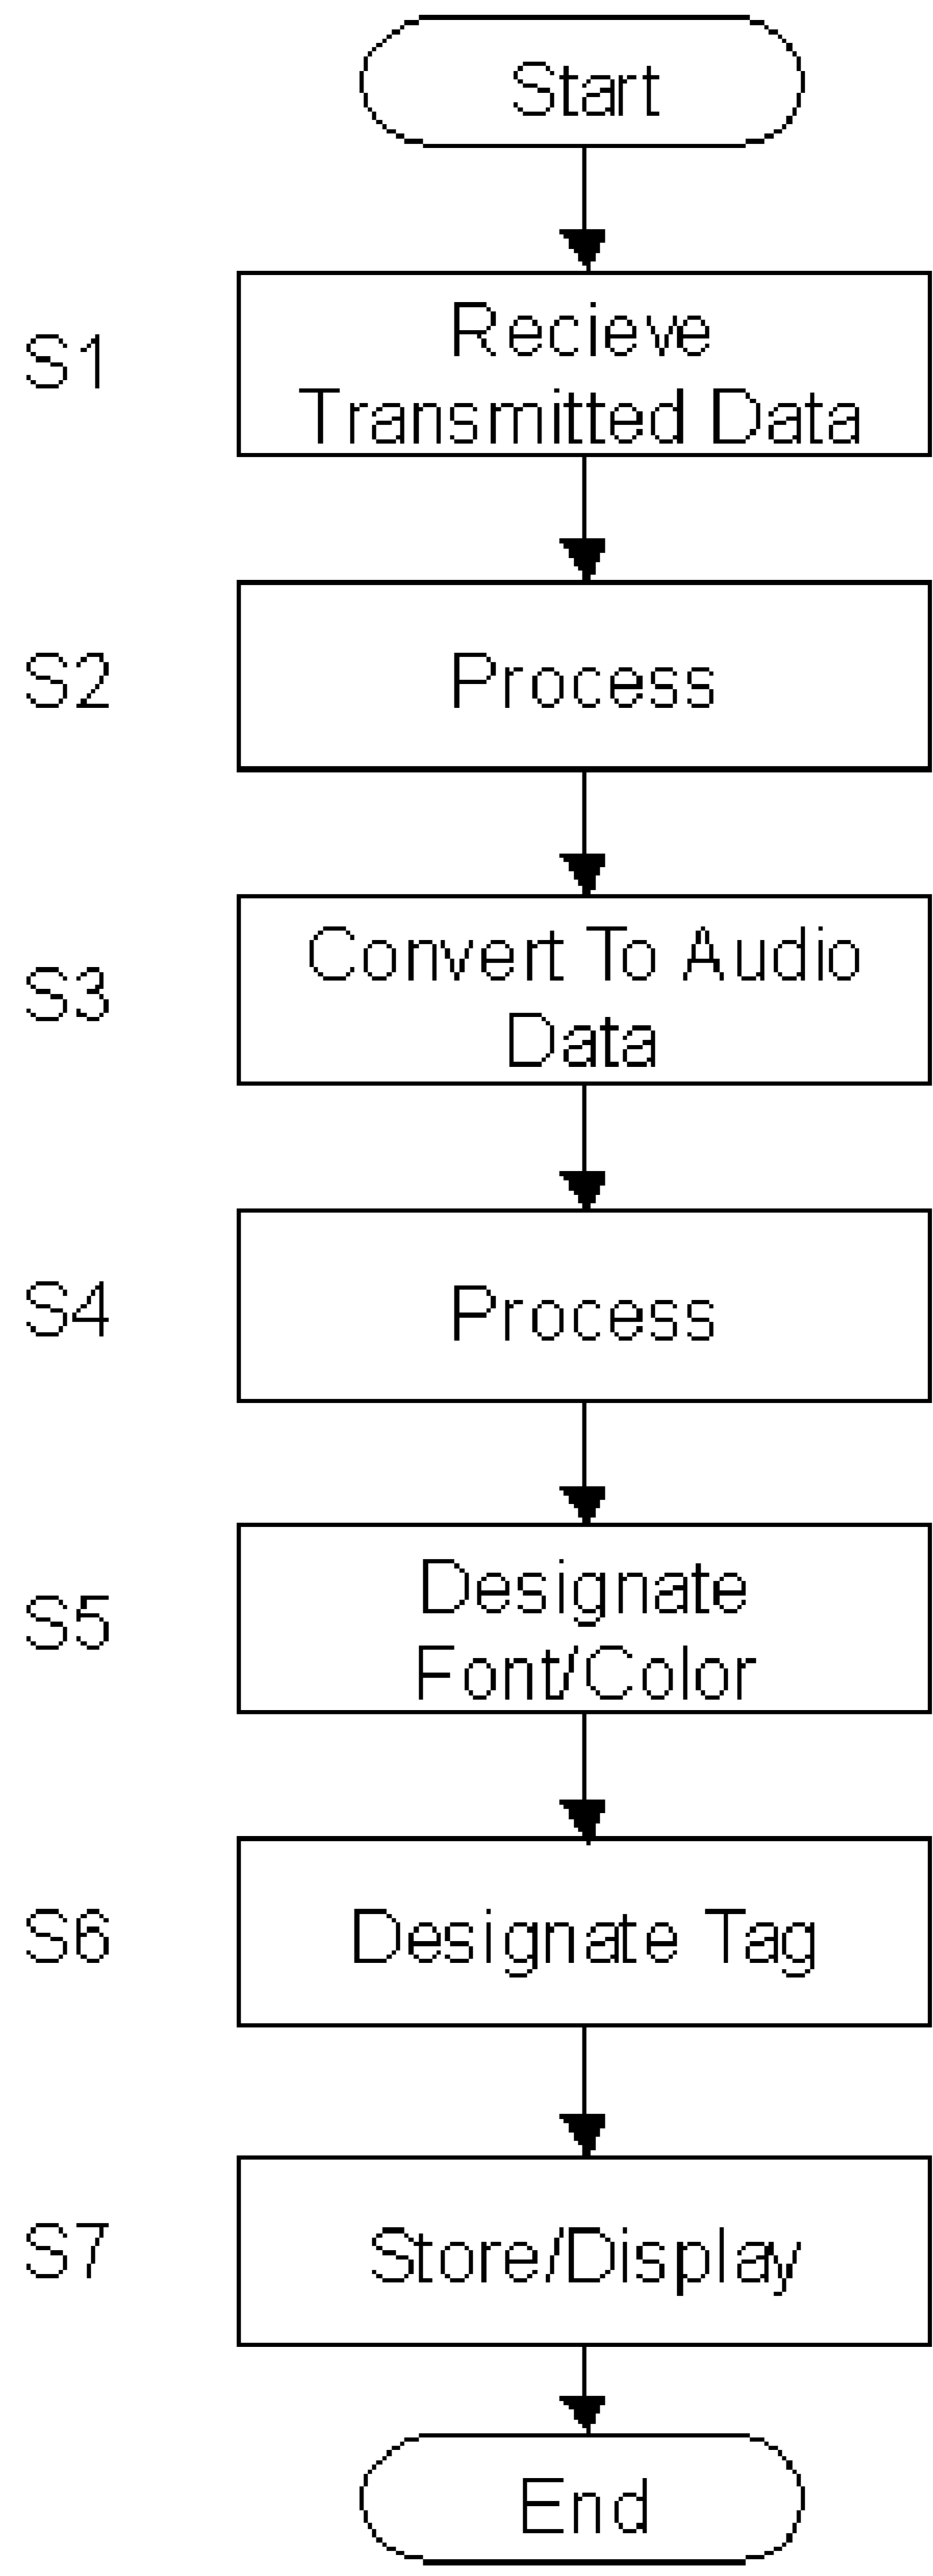 Start
S1
Recieve
Transmitted Data
S2
Process
S3
Convert To Audio
Data
S4
Process
S5
Designate
Font/Color
S6
Designate Tag
S7
Store/Display
End